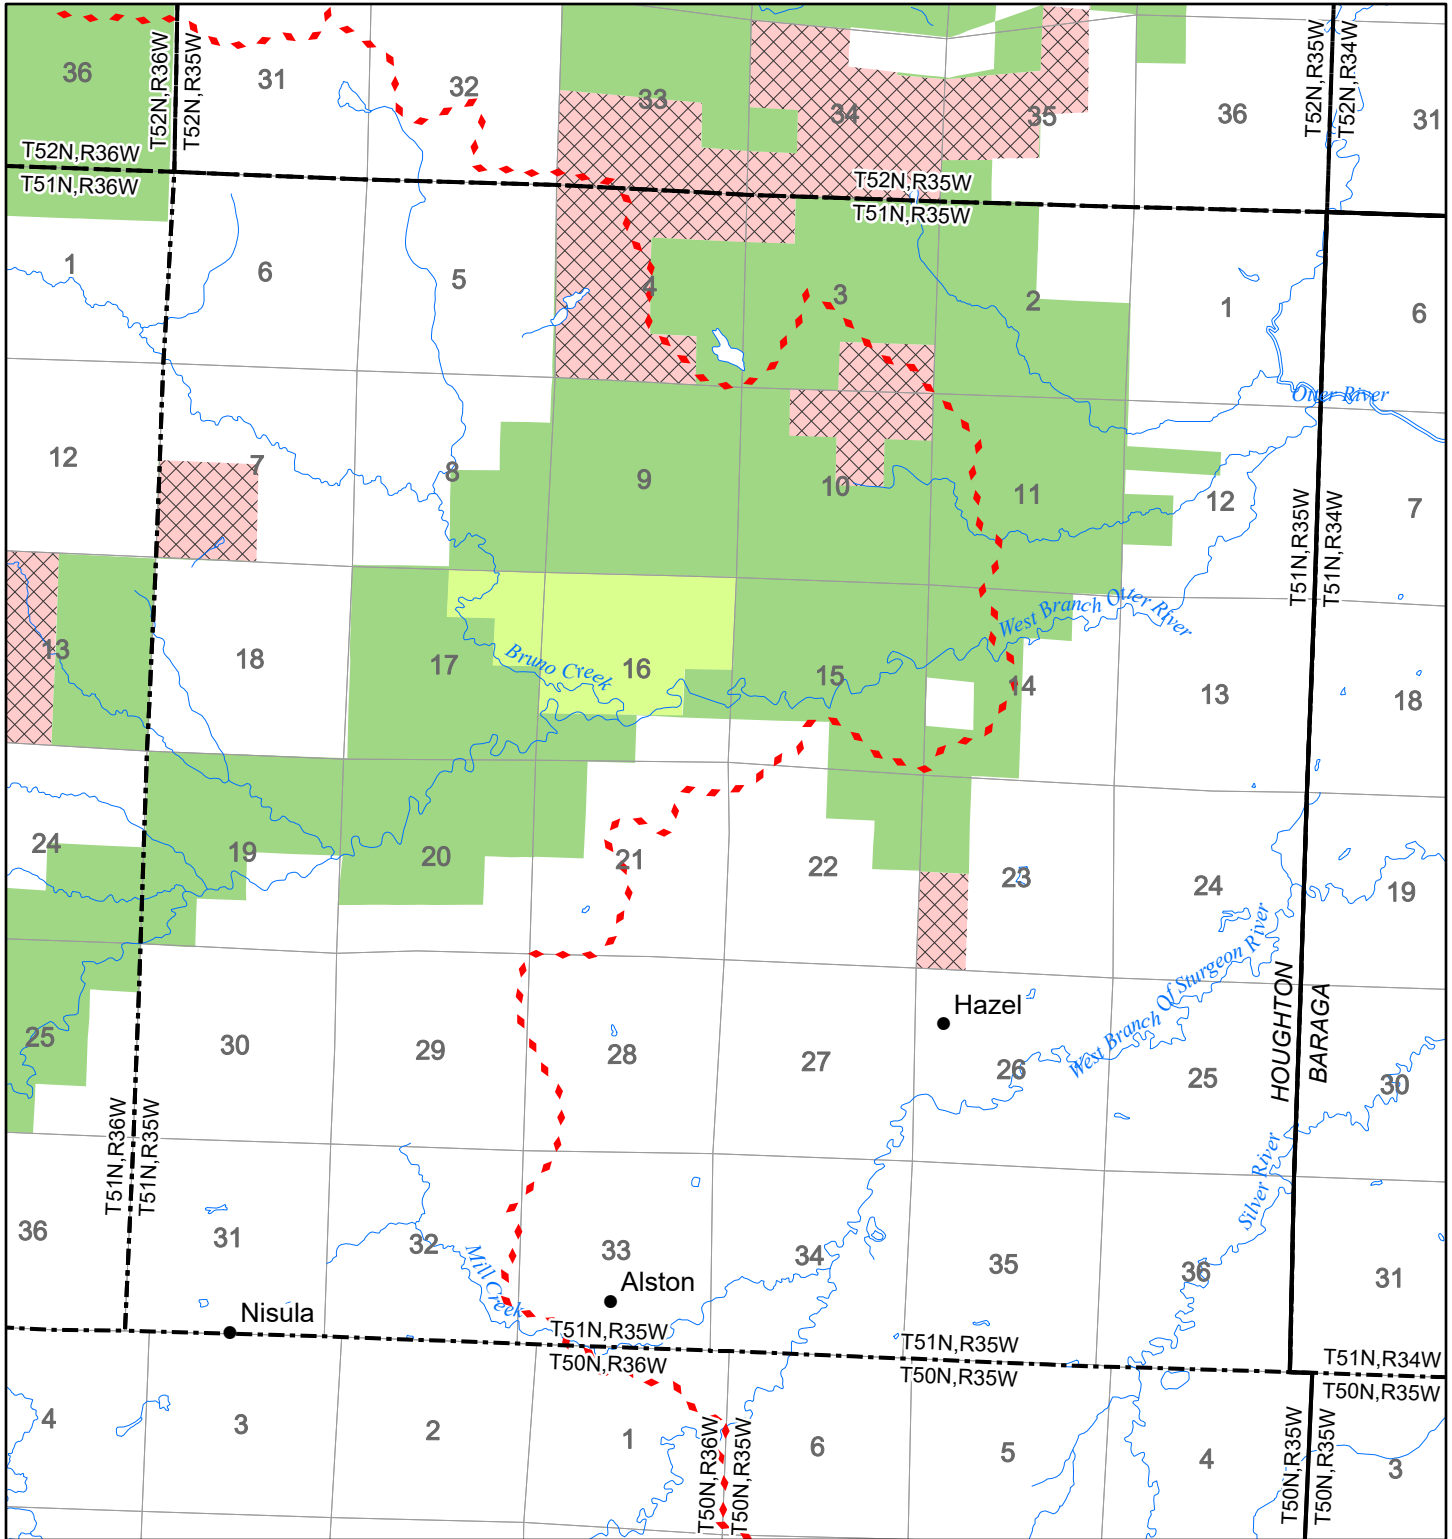 36
T52N,R36W
T52N,R35W
31
32
33
34
35
36
T52N,R35W
T52N,R34W
31
T52N,R36W
T51N,R36W
T52N,R35W
T51N,R35W
1
6
5
4
3
2
1
6
Otter River
12
7
8
9
10
11
12
7
T51N,R35W
T51N,R34W
West Branch Otter River
13
18
17
Bruno Creek
16
15
14
13
18
24
19
20
21
22
23
24
19
West Branch Of Sturgeon River
HOUGHTON
BARAGA
Hazel
25
30
29
28
27
26
25
30
T51N,R36W
T51N,R35W
Silver River
36
31
32
33
34
35
36
31
Mill Creek
Alston
Nisula
T51N,R35W
T50N,R36W
T51N,R35W
T50N,R35W
T51N,R34W
T50N,R35W
4
3
2
1
T50N,R36W
T50N,R35W
6
5
4
T50N,R35W
T50N,R35W
3